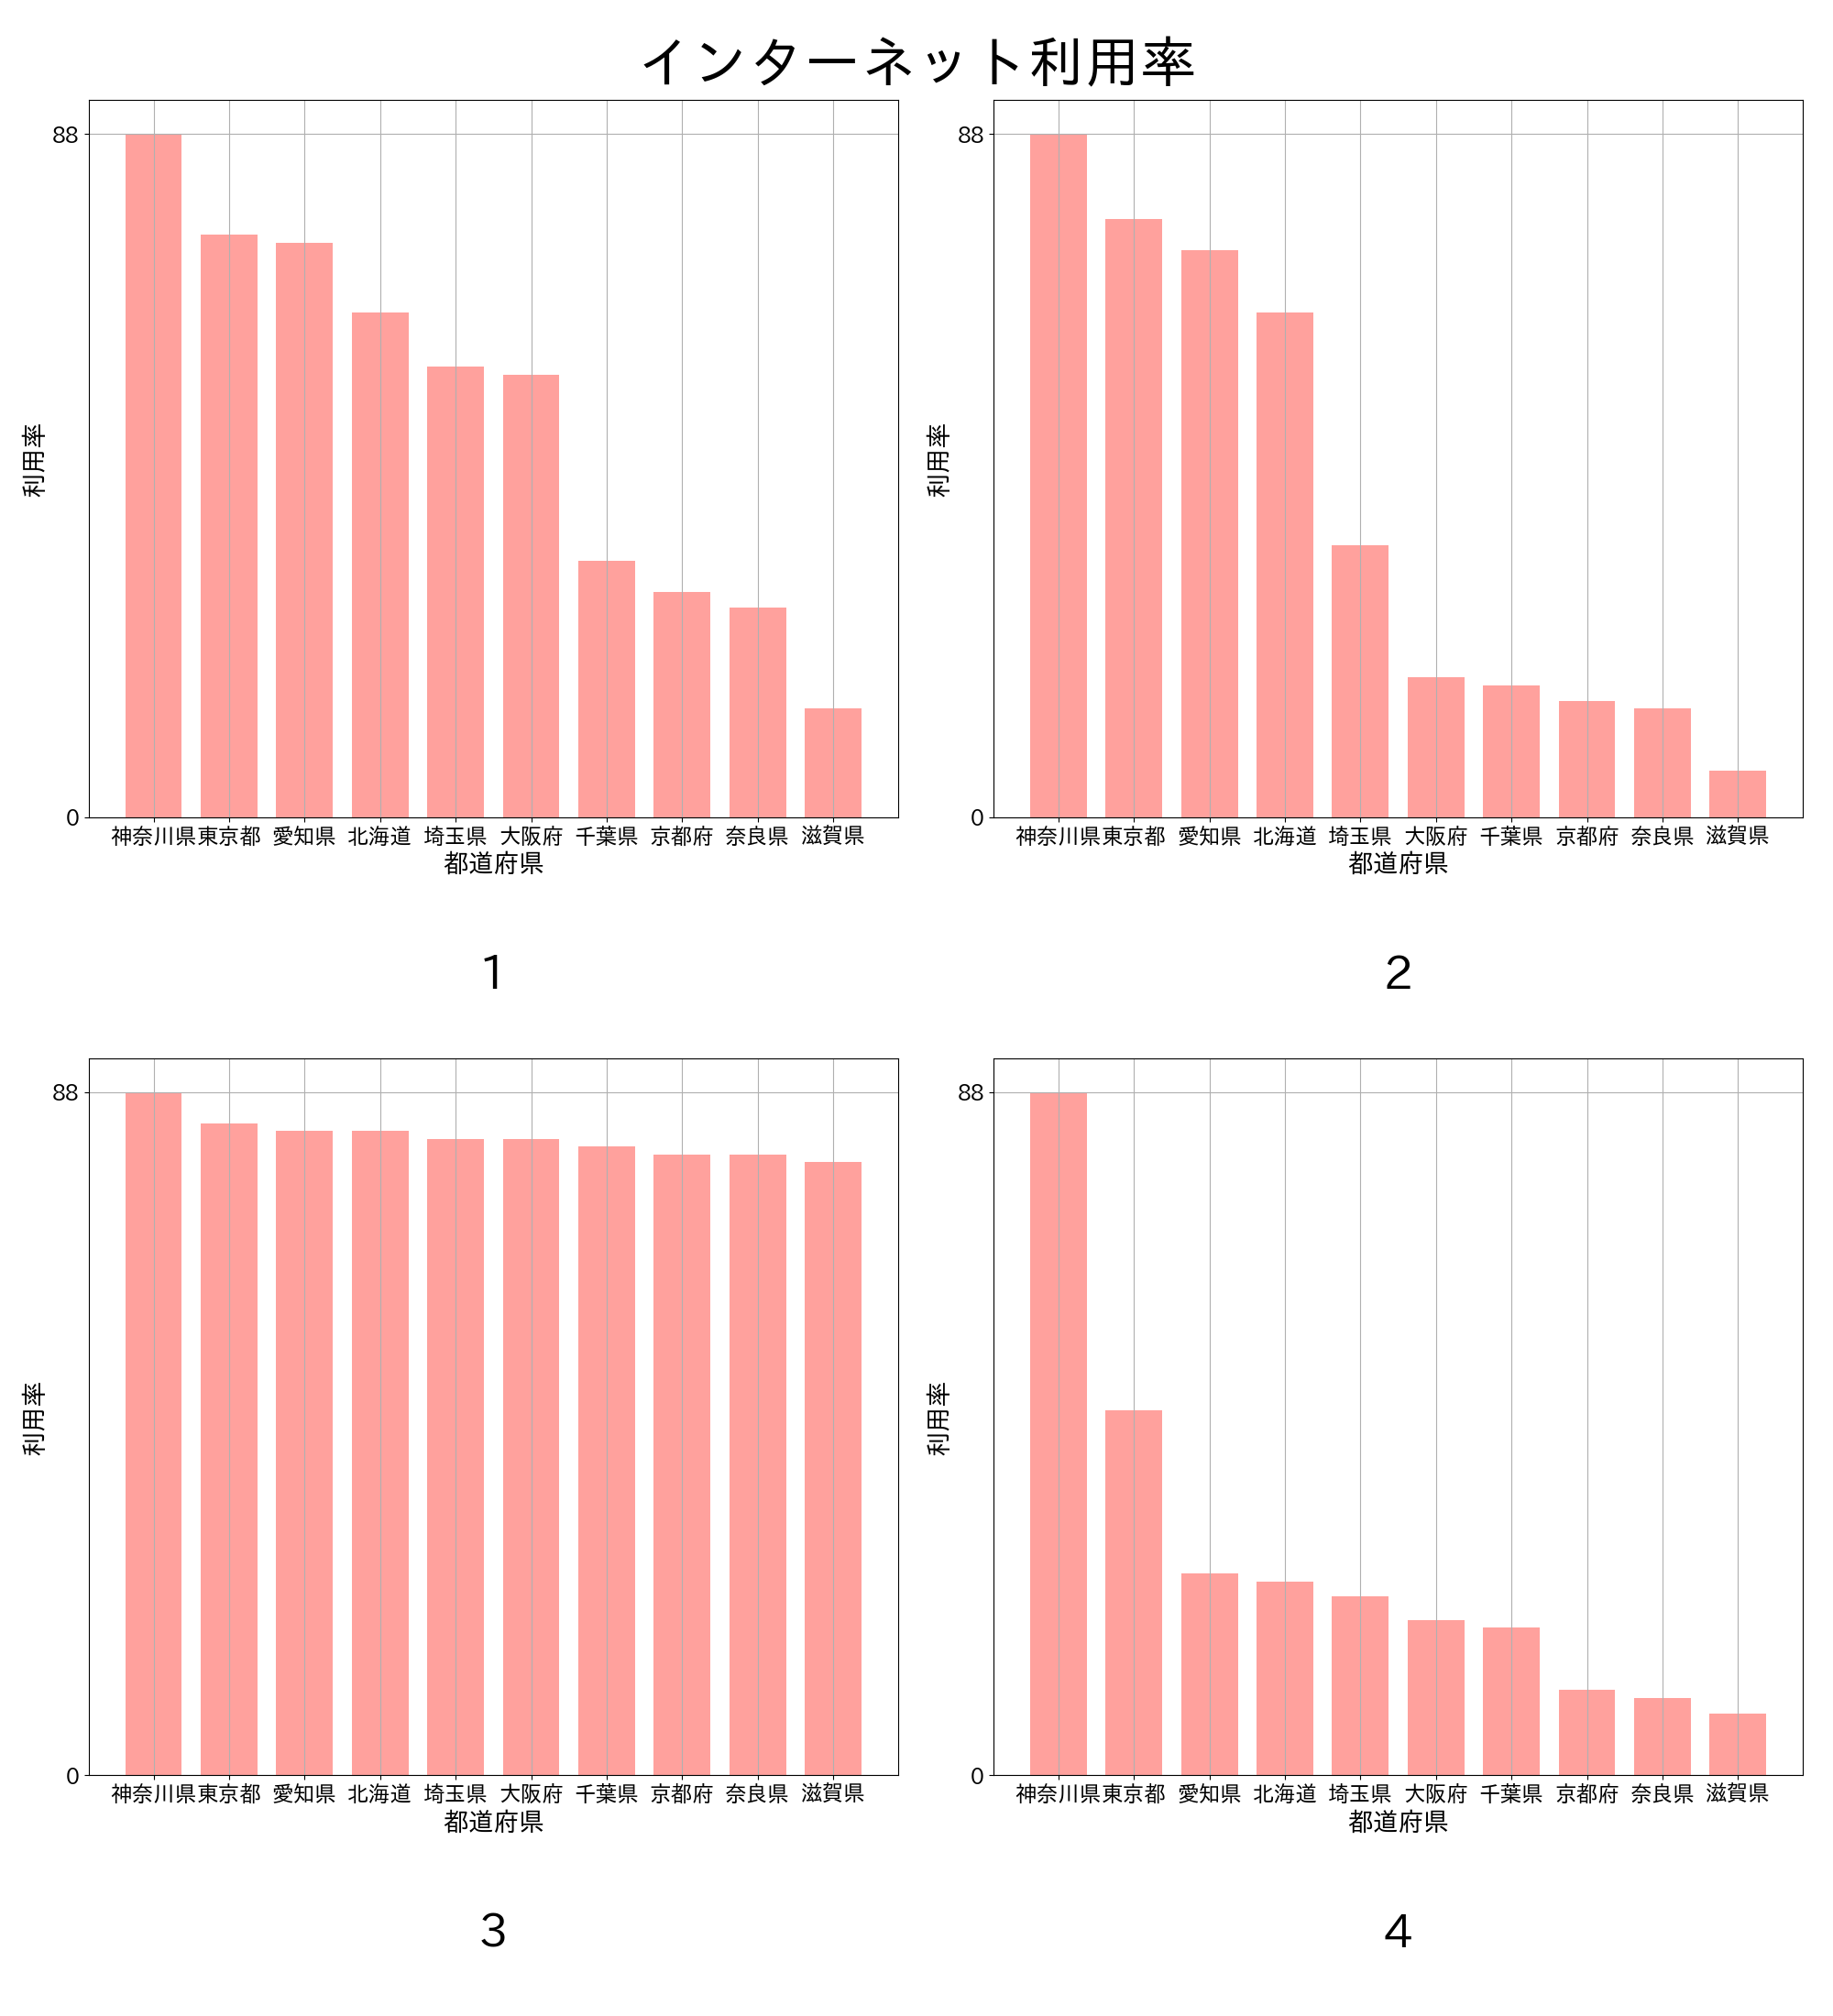 インターネット利用率
88
利用率
0
神奈川県 東京都 愛知県 北海道 埼玉県 大阪府 千葉県 京都府 奈良県 滋賀県
都道府県
1
88
利用率
0
神奈川県 東京都 愛知県 北海道 埼玉県 大阪府 千葉県 京都府 奈良県 滋賀県
都道府県
2
88
利用率
0
神奈川県 東京都 愛知県 北海道 埼玉県 大阪府 千葉県 京都府 奈良県 滋賀県
都道府県
3
88
利用率
0
神奈川県 東京都 愛知県 北海道 埼玉県 大阪府 千葉県 京都府 奈良県 滋賀県
都道府県
4